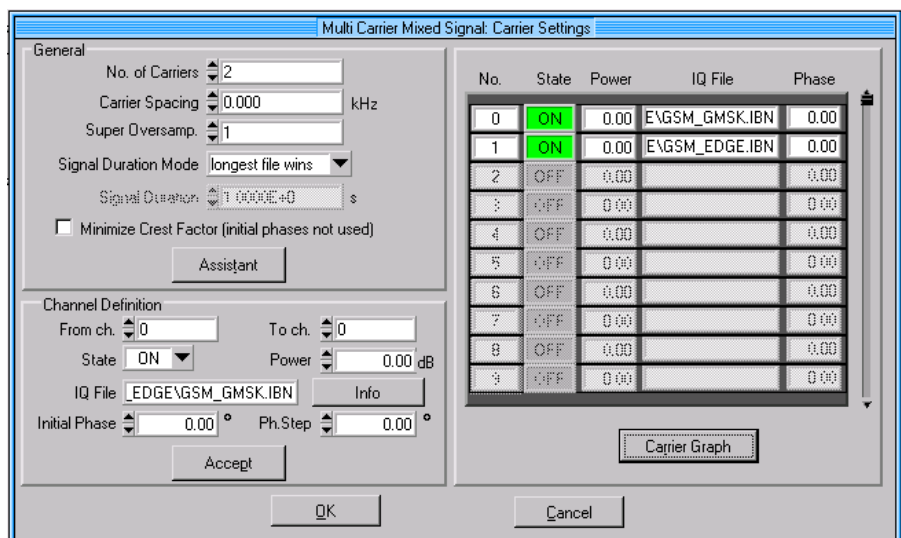 Multi Carrier Mixed Signal: Carrier Settings
General
No. of Carriers 2
Carrier Spacing 0.000 kHz
Super Oversamp. 1
Signal Duration Mode longest file wins
Signal Duration 1.0000E+0 s
Minimize Crest Factor (initial phases not used)
Assistant
Channel Definition
From ch. 0 To ch. 0
State ON Power 0.00 dB
IQ File _EDGE\GSM_GMSK.IBN Info
Initial Phase 0.00 ° Ph.Step 0.00 °
Accept
No. State Power IQ File Phase
0 ON 0.00 E\GSM_GMSK.IBN 0.00
1 ON 0.00 E\GSM_EDGE.IBN 0.00
2 OFF 0.00 0.00
3 OFF 0.00 0.00
4 OFF 0.00 0.00
5 OFF 0.00 0.00
6 OFF 0.00 0.00
7 OFF 0.00 0.00
8 OFF 0.00 0.00
9 OFF 0.00 0.00
Carrier Graph
OK Cancel